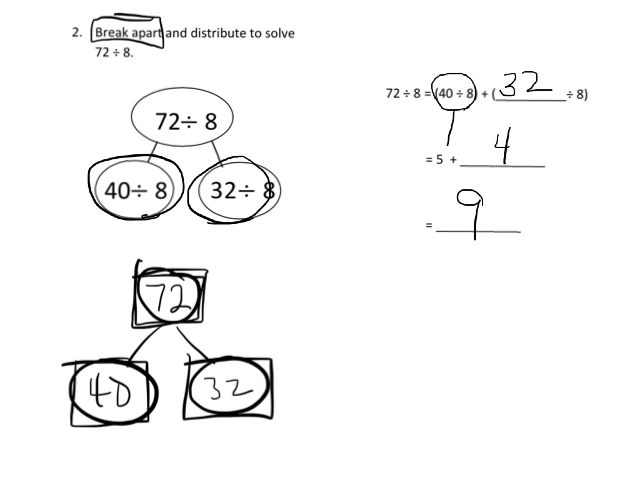 2. Break apart and distribute to solve
72 ÷ 8.
72 ÷ 8
40 ÷ 8 32 ÷ 8
72 ÷ 8 = (40 ÷ 8) + ( 32 ÷ 8)
= 5 + 4
= 9
72
40 32